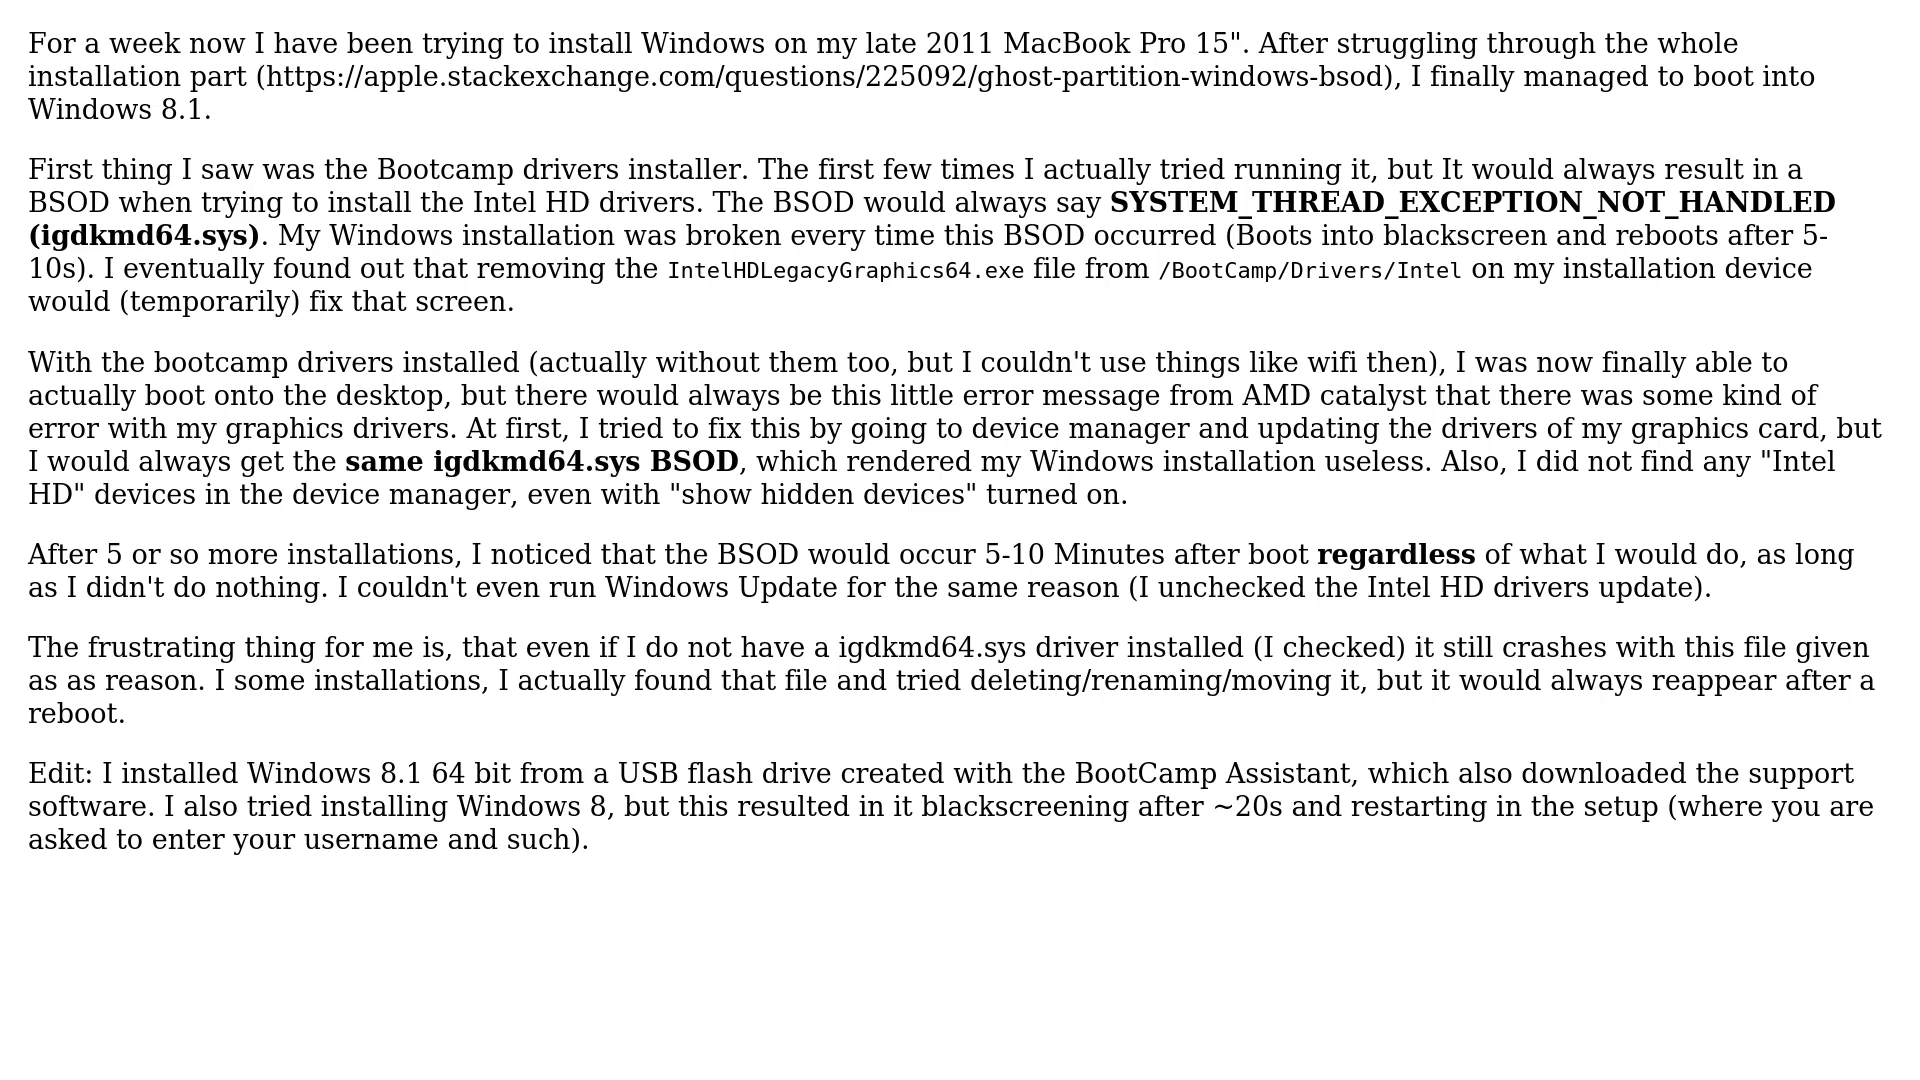 For a week now I have been trying to install Windows on my late 2011 MacBook Pro 15". After struggling through the whole
installation part (https://apple.stackexchange.com/questions/225092/ghost-partition-windows-bsod), I finally managed to boot into
Windows 8.1.
First thing I saw was the Bootcamp drivers installer. The first few times I actually tried running it, but It would always result in a
BSOD when trying to install the Intel HD drivers. The BSOD would always say SYSTEM_THREAD_EXCEPTION_NOT_HANDLED
(igdkmd64.sys). My Windows installation was broken every time this BSOD occurred (Boots into blackscreen and reboots after 5-
10s). I eventually found out that removing the IntelHDLegacyGraphics64.exe file from /BootCamp/Drivers/Intel on my installation device
would (temporarily) fix that screen.
With the bootcamp drivers installed (actually without them too, but I couldn't use things like wifi then), I was now finally able to
actually boot onto the desktop, but there would always be this little error message from AMD catalyst that there was some kind of
error with my graphics drivers. At first, I tried to fix this by going to device manager and updating the drivers of my graphics card, but
I would always get the same igdkmd64.sys BSOD, which rendered my Windows installation useless. Also, I did not find any "Intel
HD" devices in the device manager, even with "show hidden devices" turned on.
After 5 or so more installations, I noticed that the BSOD would occur 5-10 Minutes after boot regardless of what I would do, as long
as I didn't do nothing. I couldn't even run Windows Update for the same reason (I unchecked the Intel HD drivers update).
The frustrating thing for me is, that even if I do not have a igdkmd64.sys driver installed (I checked) it still crashes with this file given
as as reason. I some installations, I actually found that file and tried deleting/renaming/moving it, but it would always reappear after a
reboot.
Edit: I installed Windows 8.1 64 bit from a USB flash drive created with the BootCamp Assistant, which also downloaded the support
software. I also tried installing Windows 8, but this resulted in it blackscreening after ~20s and restarting in the setup (where you are
asked to enter your username and such).